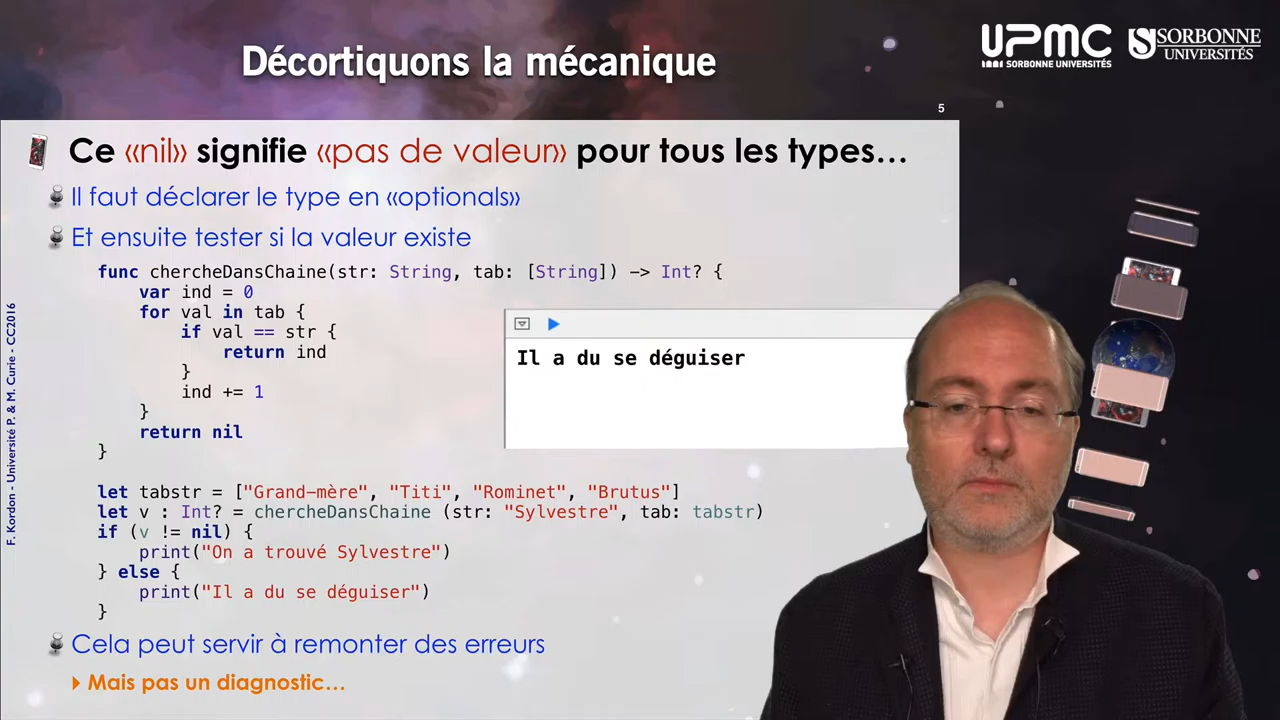 Décortiquons la mécanique
UPMC
SORBONNE UNIVERSITÉS
SORBONNE
UNIVERSITÉS
5
Ce «nil» signifie «pas de valeur» pour tous les types…
Il faut déclarer le type en «optionals»
Et ensuite tester si la valeur existe
func chercheDansChaine(str: String, tab: [String]) -> Int? {
var ind = 0
for val in tab {
if val == str {
return ind
}
ind += 1
}
return nil
}
Il a du se déguiser
let tabstr = ["Grand-mère", "Titi", "Rominet", "Brutus"]
let v : Int? = chercheDansChaine (str: "Sylvestre", tab: tabstr)
if (v != nil) {
print("On a trouvé Sylvestre")
} else {
print("Il a du se déguiser")
}
Cela peut servir à remonter des erreurs
Mais pas un diagnostic…
F. Kordon - Université P. & M. Curie - CC2016